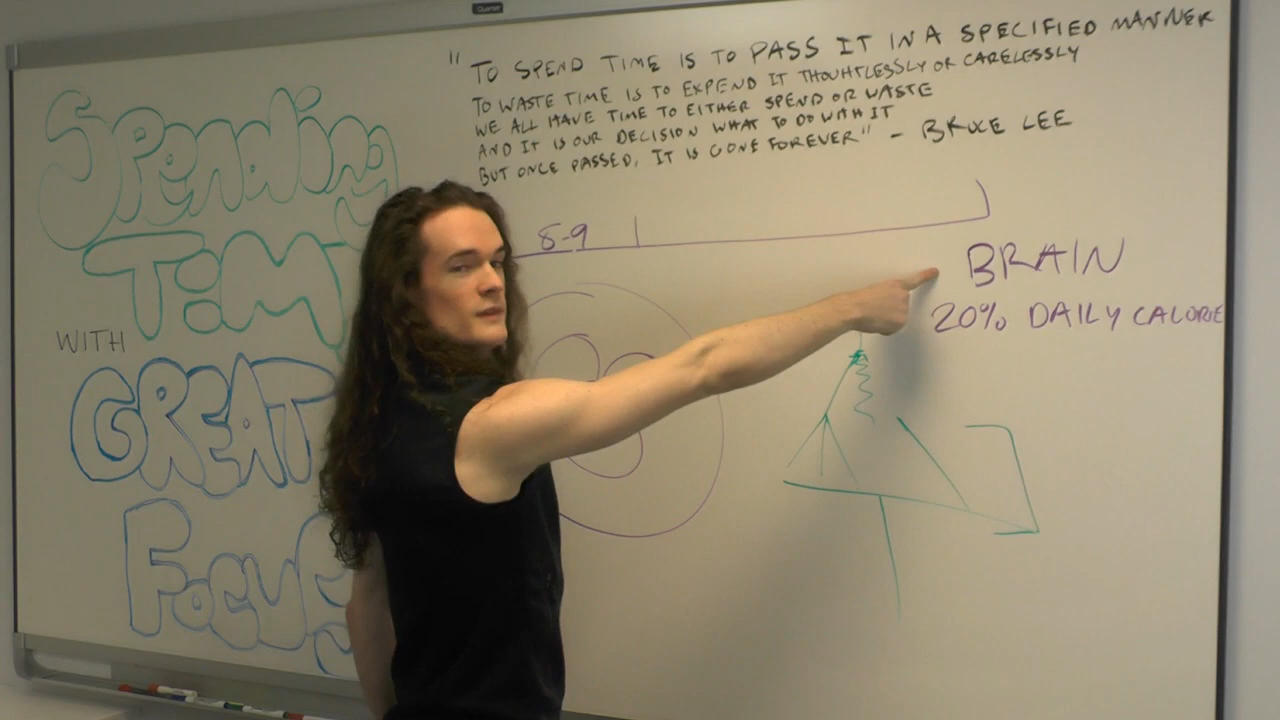 Quartet
Spending
TiM
WITH
GREAT
Focus
"TO SPEND TIME IS TO PASS IT IN A SPECIFIED MANNER
TO WASTE TIME IS TO EXPEND IT THOUHTLESSLY OR CARELESSLY
WE ALL HAVE TIME TO EITHER SPEND OR WASTE
AND IT IS OUR DECISION WHAT TO DO WITH IT
BUT ONCE PASSED, IT IS GONE FOREVER" - BRUCE LEE
8-9
BRAIN
20% DAILY CALORIE